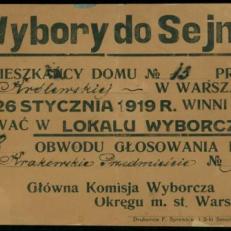 Wybory do Sejm
MIESZKAŃCY DOMU № 13 PR
Królewskiej W WARSZ
26 STYCZNIA 1919 R. WINNI
WAĆ W LOKALU WYBORCZ
OBWODU GŁOSOWANIA
Krakowskie Przedmieście №
Główna Komisja Wyborcza
Okręgu m. st. Wars